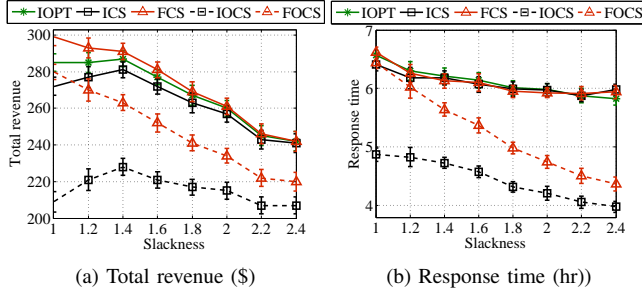 IOPT ICS FCS IOCS FOCS
300
280
260
240
220
200
Total revenue
1 1.2 1.4 1.6 1.8 2 2.2 2.4
Slackness
(a) Total revenue ($)
IOPT ICS FCS IOCS FOCS
7
6
5
4
Response time
1 1.2 1.4 1.6 1.8 2 2.2 2.4
Slackness
(b) Response time (hr)